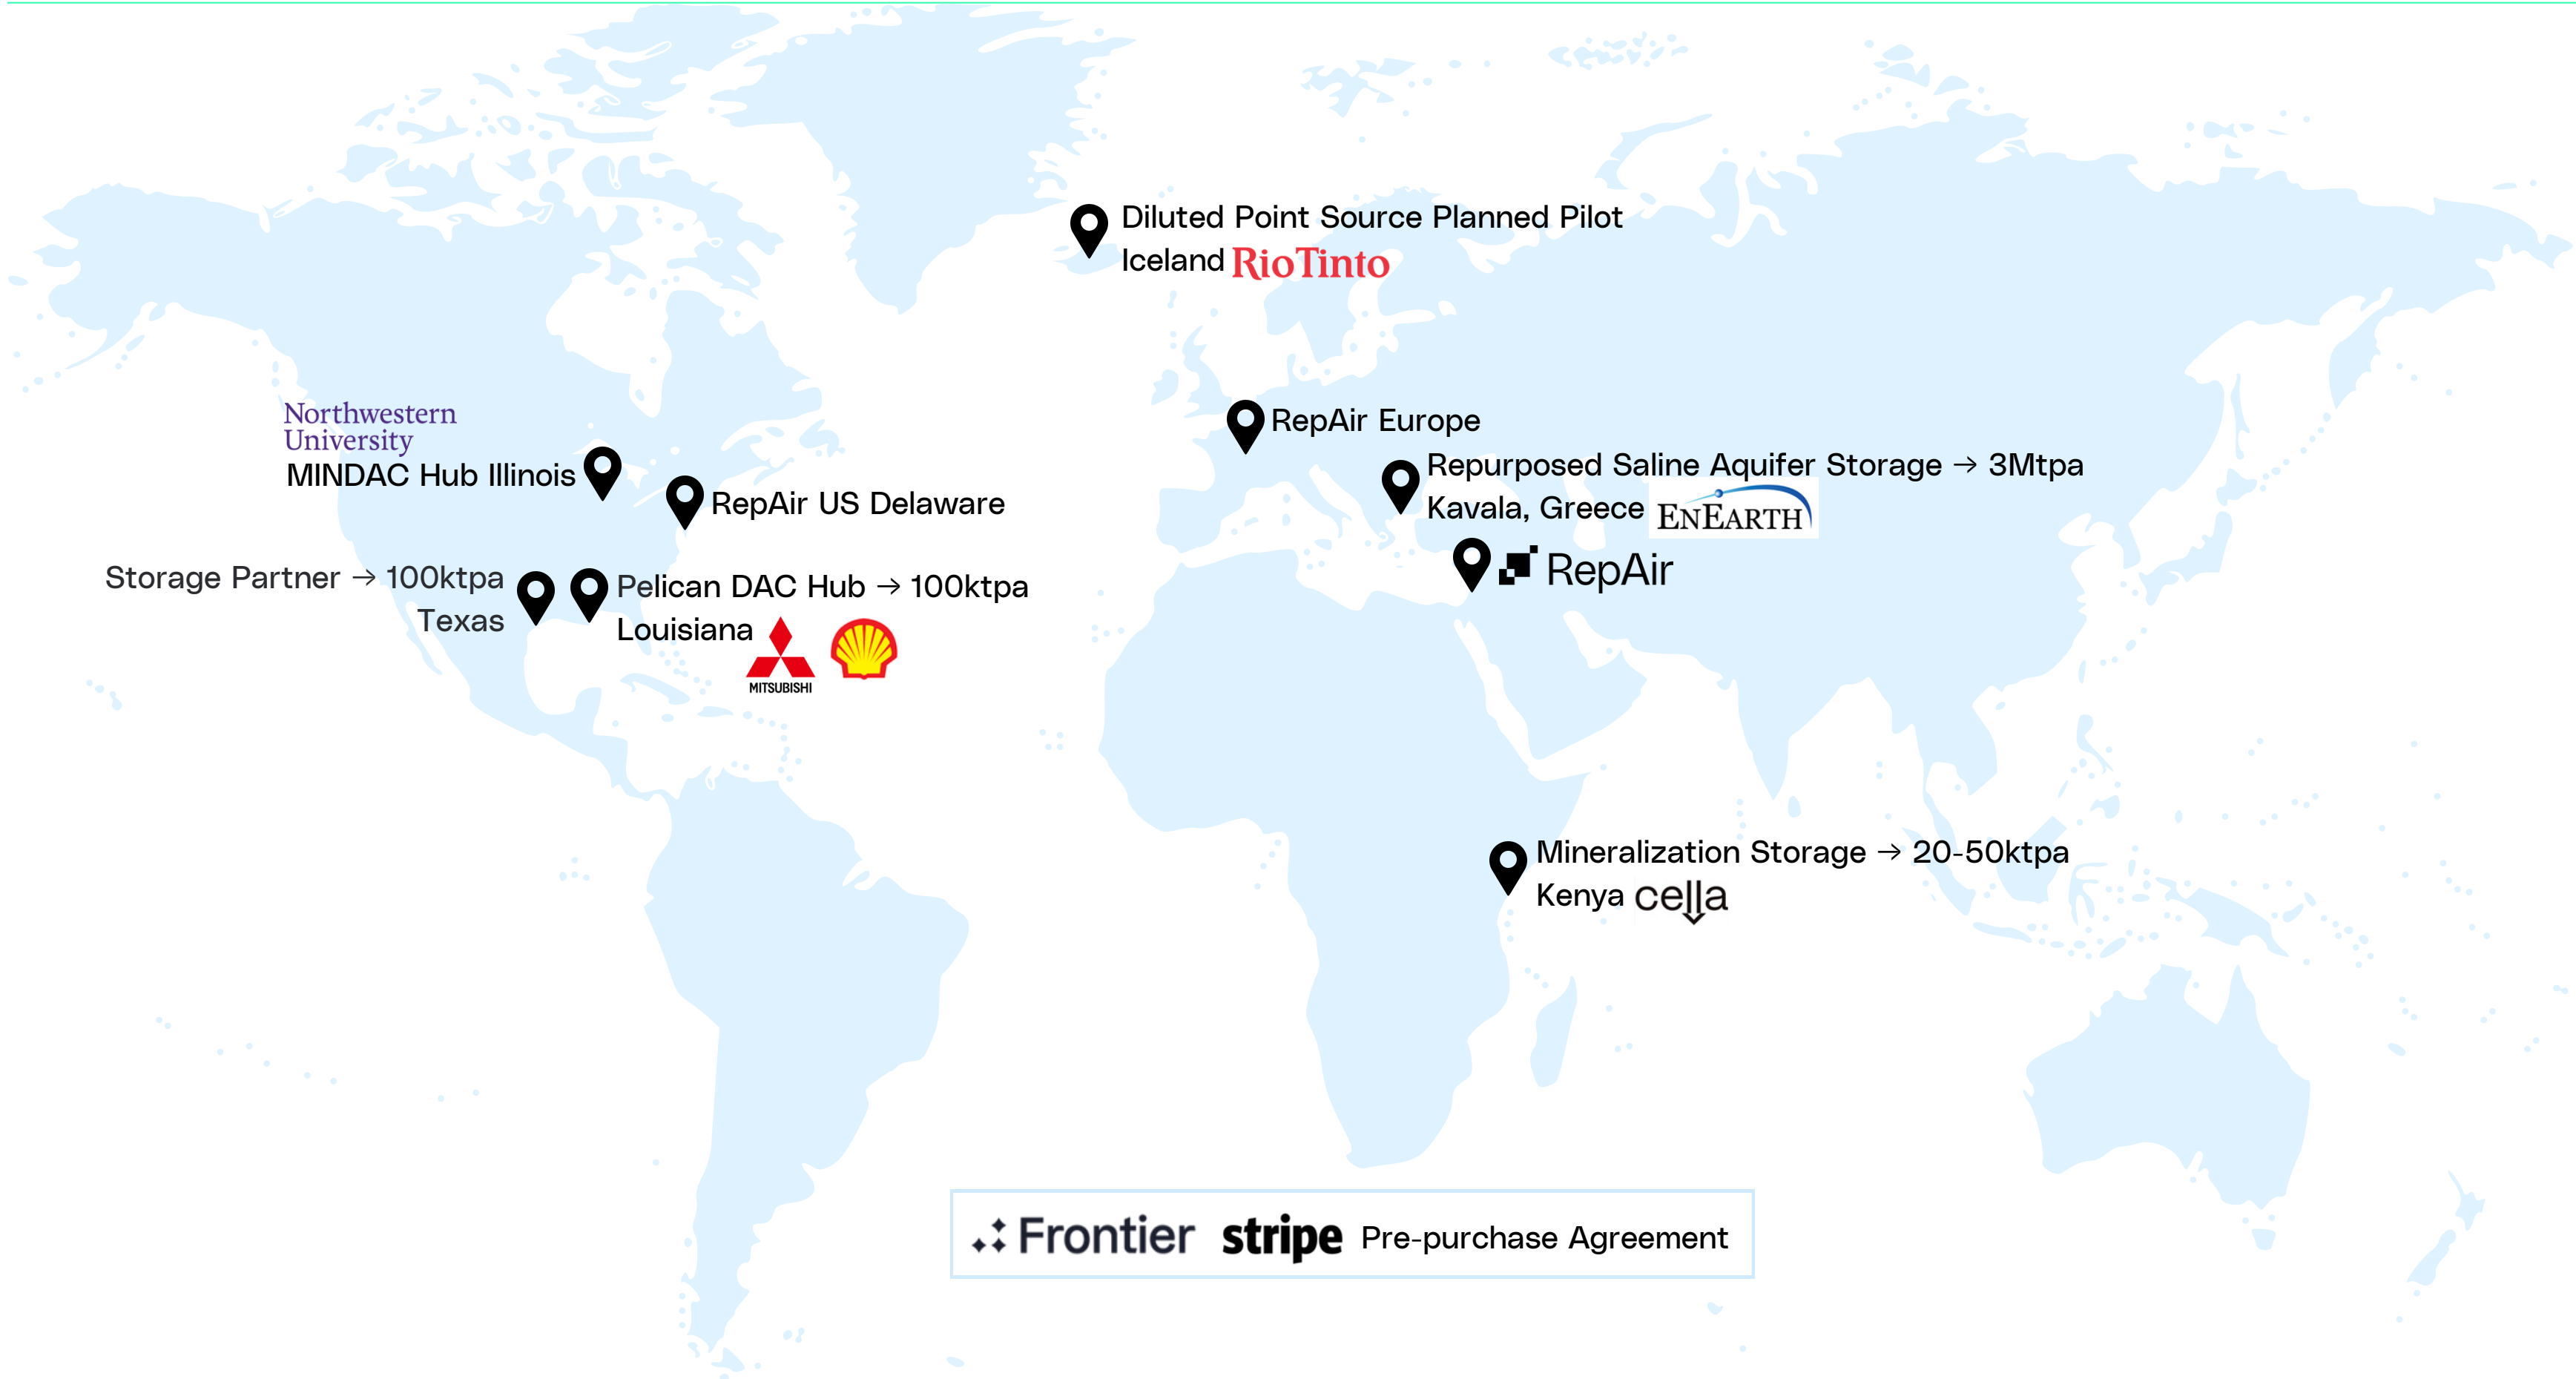 Diluted Point Source Planned Pilot
Iceland RioTinto
Northwestern
University
MINDAC Hub Illinois
RepAir US Delaware
RepAir Europe
Repurposed Saline Aquifer Storage → 3Mtpa
Kavala, Greece ENEARTH
RepAir
Storage Partner → 100ktpa
Texas
Pelican DAC Hub → 100ktpa
Louisiana
MITSUBISHI
Mineralization Storage → 20-50ktpa
Kenya cella
Frontier stripe Pre-purchase Agreement